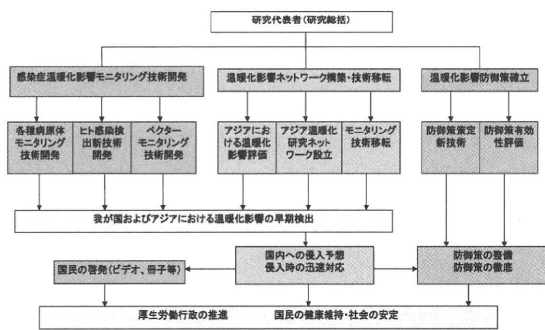 研究代表者(研究総括)
感染症温暖化影響モニタリング技術開発
温暖化影響ネットワーク構築・技術移転
温暖化影響防御策確立
各種病原体
モニタリング
技術開発
ヒト感染検
出新技術
開発
ベクター
モニタリング
技術開発
アジアにお
ける温暖化
影響評価
アジア温暖化
研究ネット
ワーク設立
モニタリング
技術移転
防御策策定
新技術
防御策有効
性評価
我が国およびアジアにおける温暖化影響の早期検出
国民の啓発(ビデオ、冊子等)
国内への侵入予想
侵入時の迅速対応
防御策の整備
防御策の徹底
厚生労働行政の推進 国民の健康維持・社会の安定